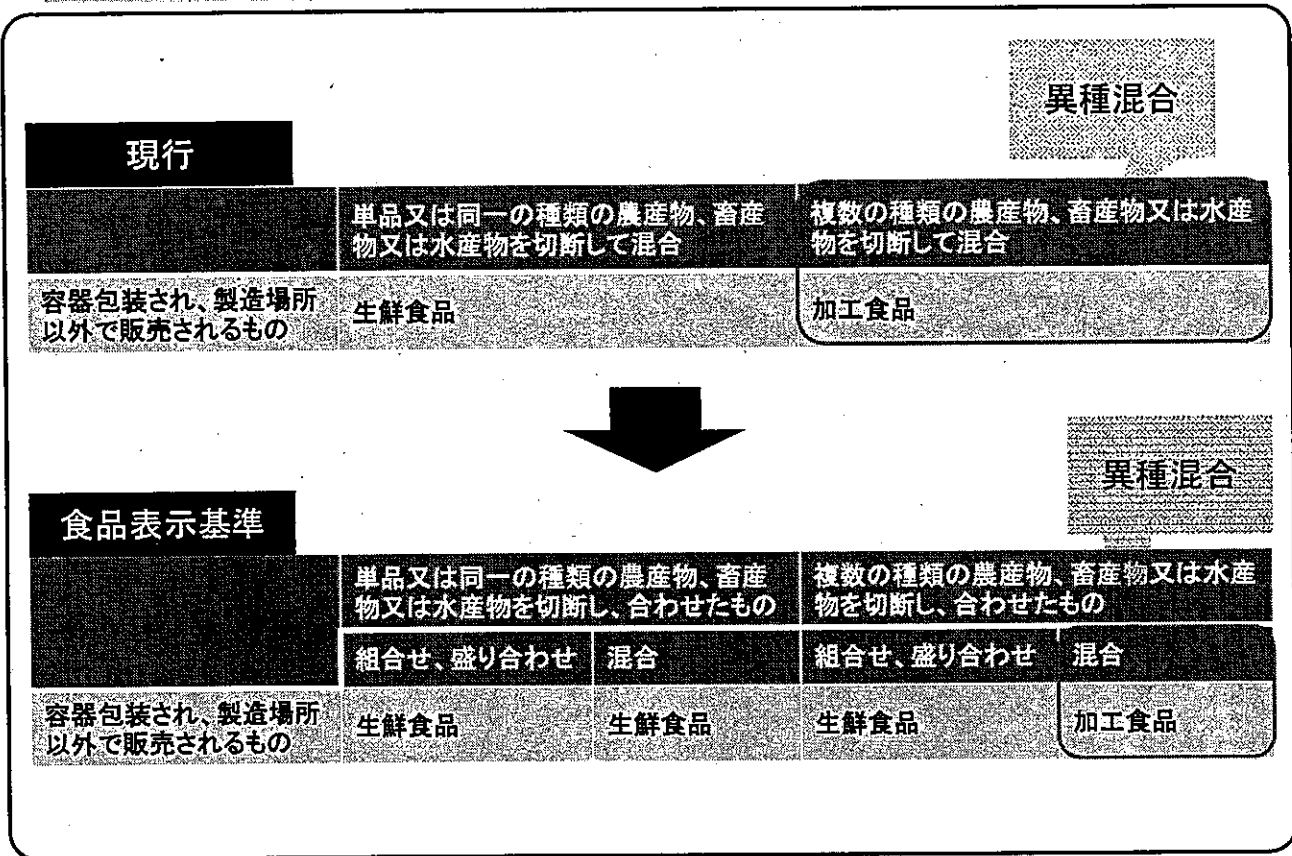 異種混合
現行
単品又は同一の種類の農産物、畜産
物又は水産物を切断して混合
複数の種類の農産物、畜産物又は水産
物を切断して混合
容器包装され、製造場所
以外で販売されるもの
生鮮食品
加工食品
異種混合
食品表示基準
単品又は同一の種類の農産物、畜産
物又は水産物を切断し、合わせたもの
複数の種類の農産物、畜産物又は水産
物を切断し、合わせたもの
組合せ、盛り合わせ
混合
組合せ、盛り合わせ
混合
容器包装され、製造場所
以外で販売されるもの
生鮮食品
生鮮食品
生鮮食品
加工食品